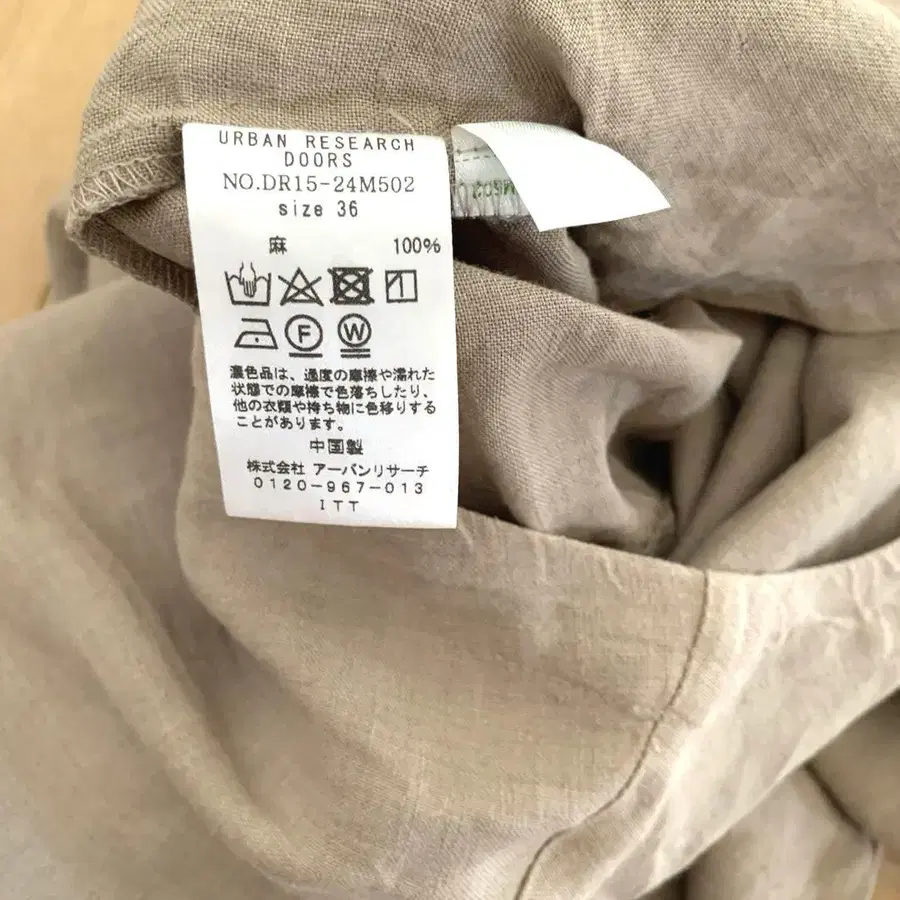 URBAN RESEARCH
DOORS
NO.DR15-24M502
size 36
麻 100%
F W
濃色品は、過度の摩擦や濡れた
状態での摩擦で色落ちしたり、
他の衣類や持ち物に色移りする
ことがあります。
中国製
株式会社 アーバンリサーチ
0120-967-013
ITT